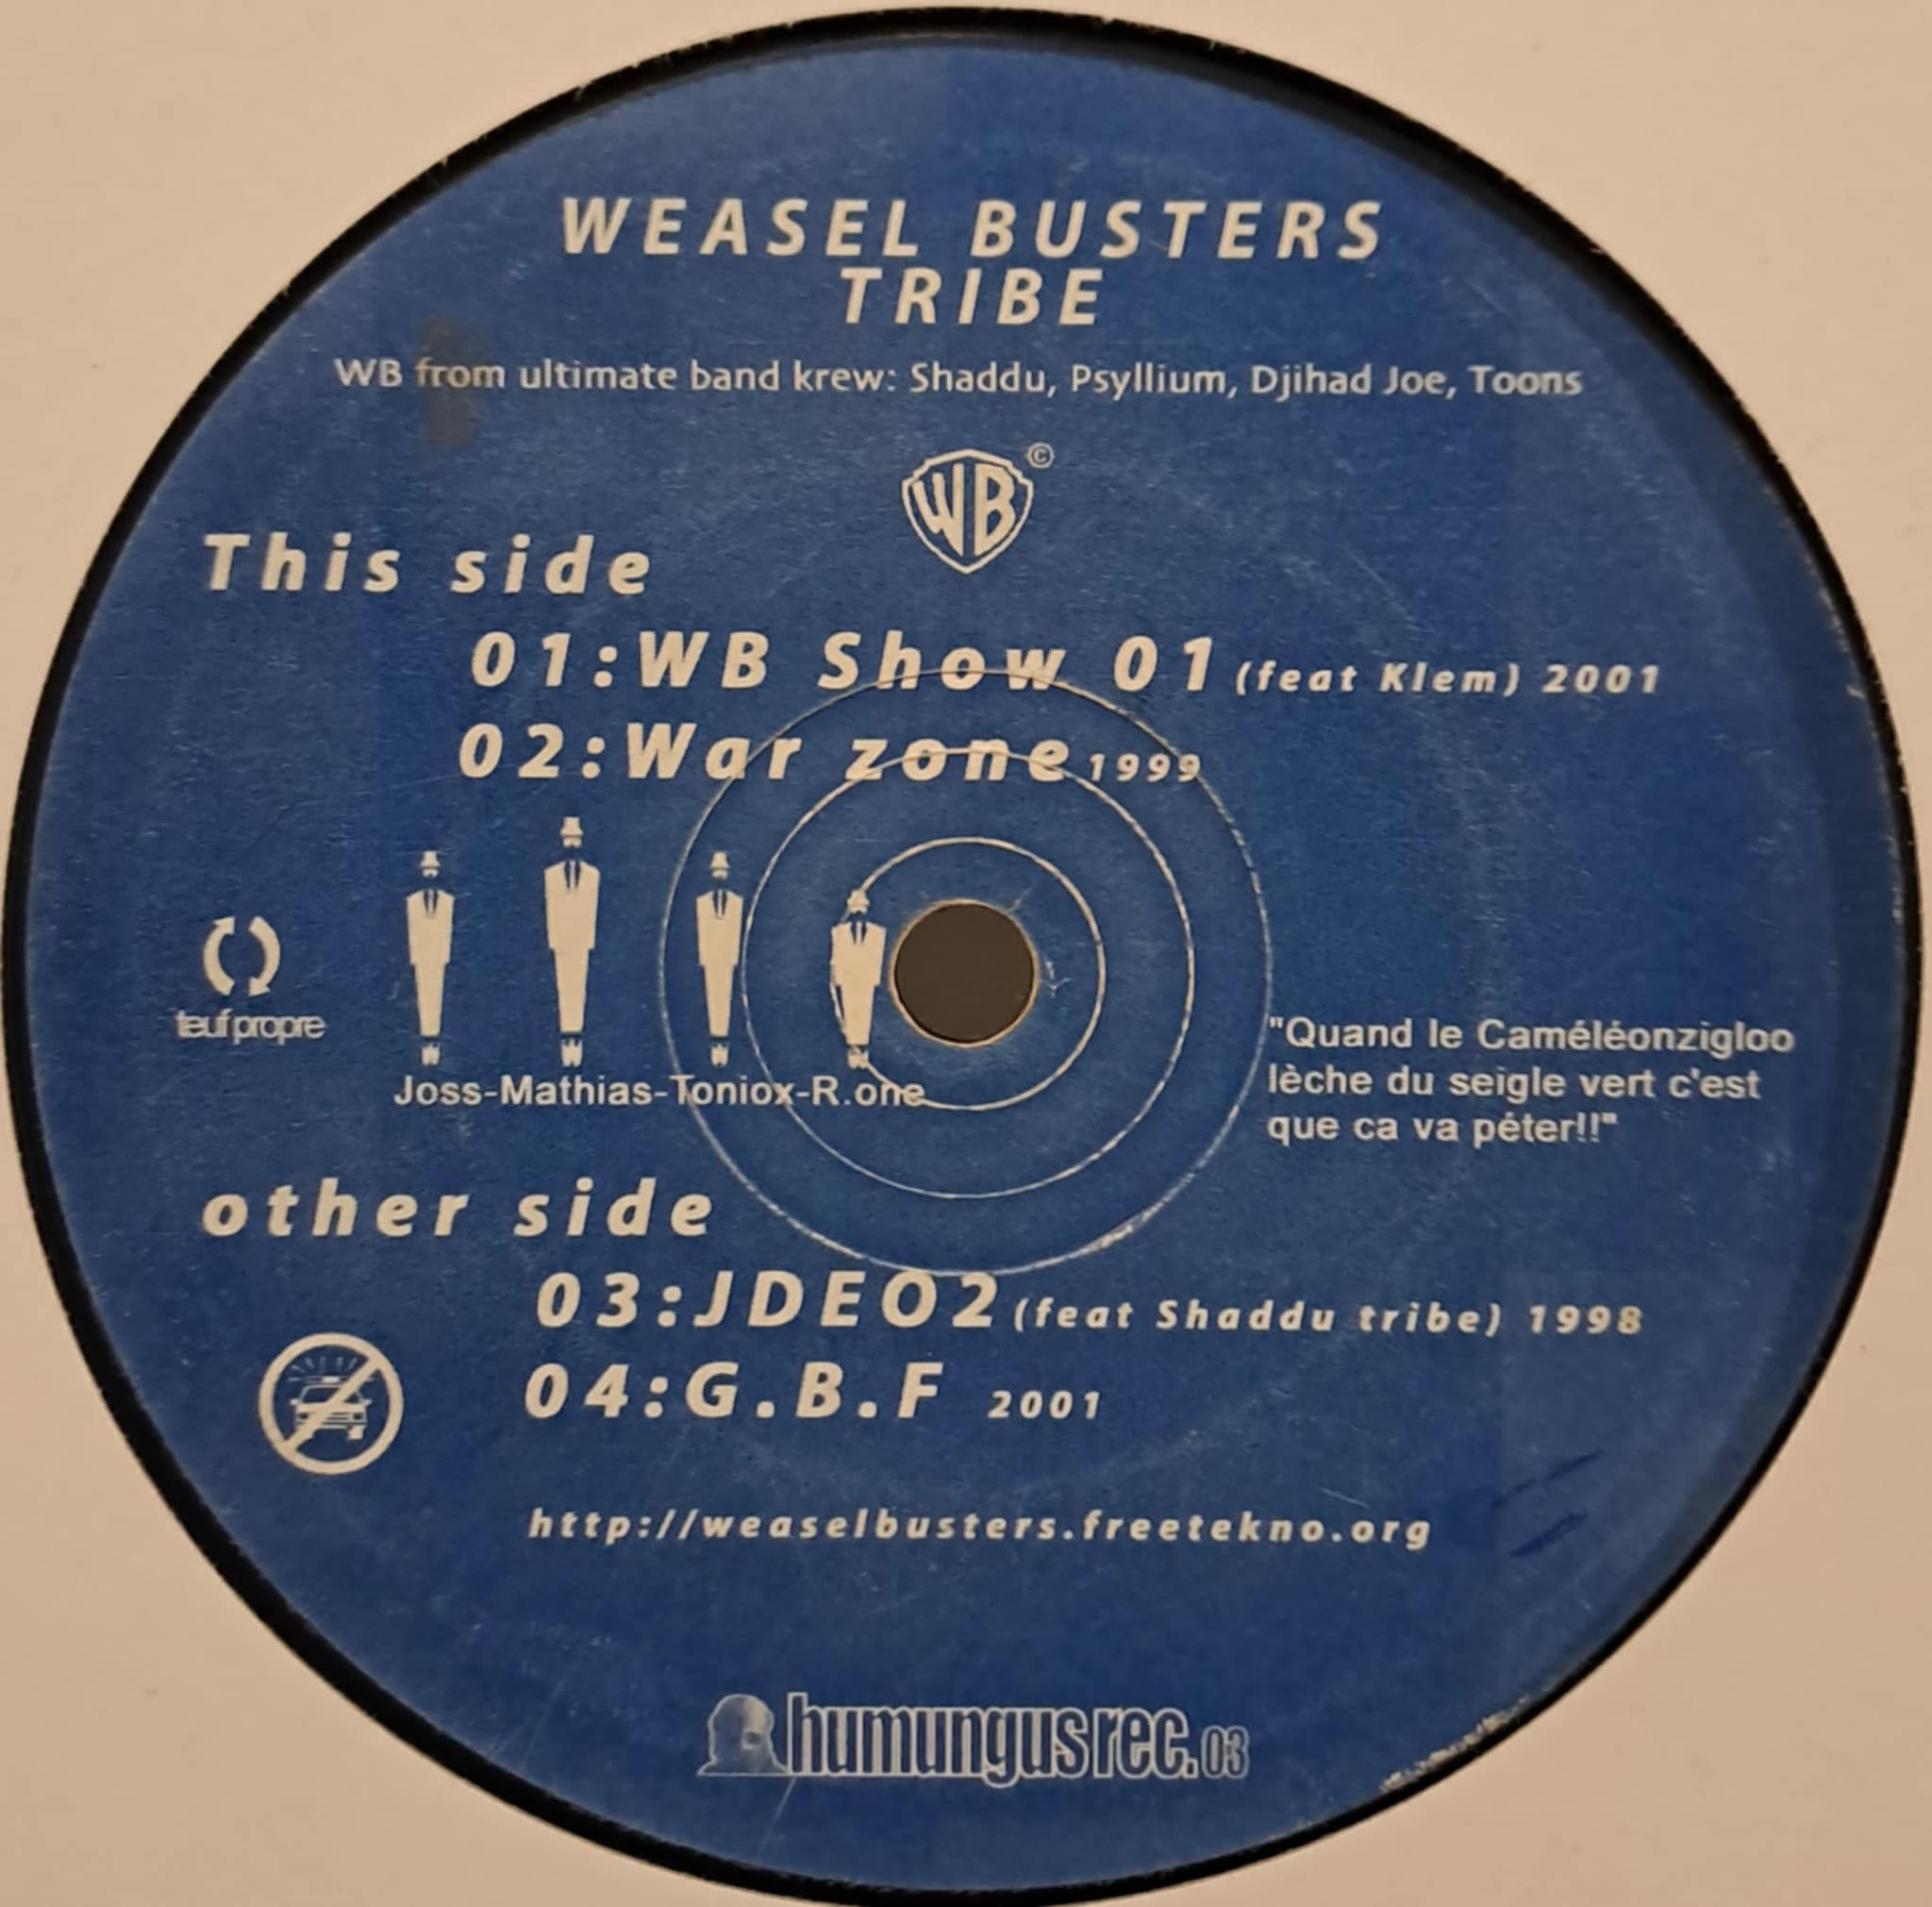 WEASEL BUSTERS
TRIBE
WB from ultimate band krew: Shaddu, Psyllium, Djihad Joe, Toons
WB©
This side
01:WB Show 01 (feat Klem) 2001
02:War zone 1999
teuf propre
Joss-Mathias-Toniox-R.one
"Quand le Caméléonzigloo
lèche du seigle vert c'est
que ca va péter!!"
other side
03:JDEO2 (feat Shaddu tribe) 1998
04:G.B.F 2001
http://weaselbusters.freetekno.org
humungus rec.03